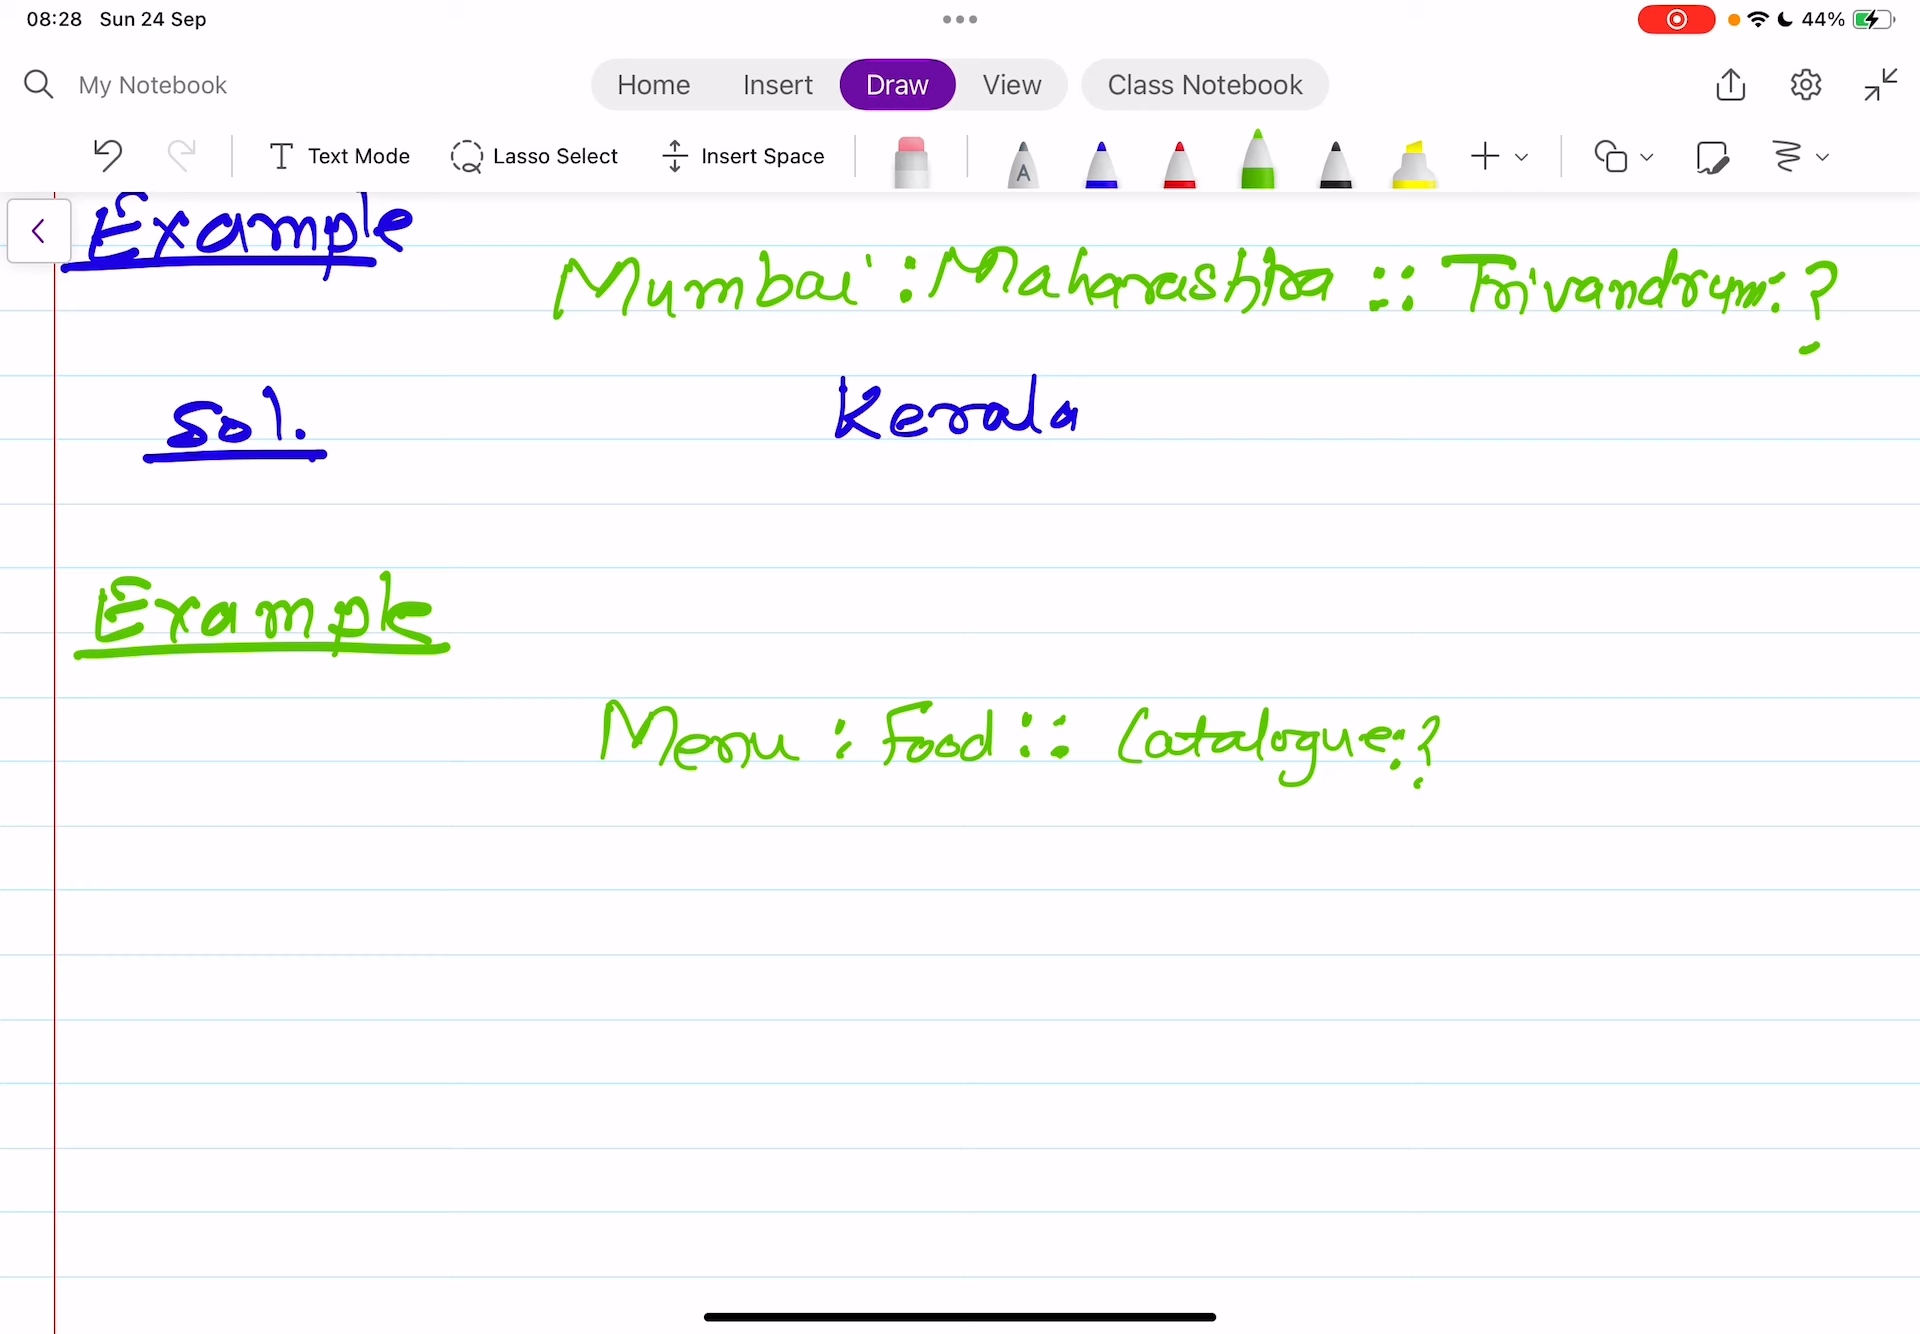 08:28 Sun 24 Sep 44%
My Notebook Home Insert Draw View Class Notebook
Text Mode Lasso Select Insert Space A
Example
Mumbai : Maharashtra :: Trivandrum : ?
Sol. Kerala
Example
Menu : Food :: Catalogue : ?